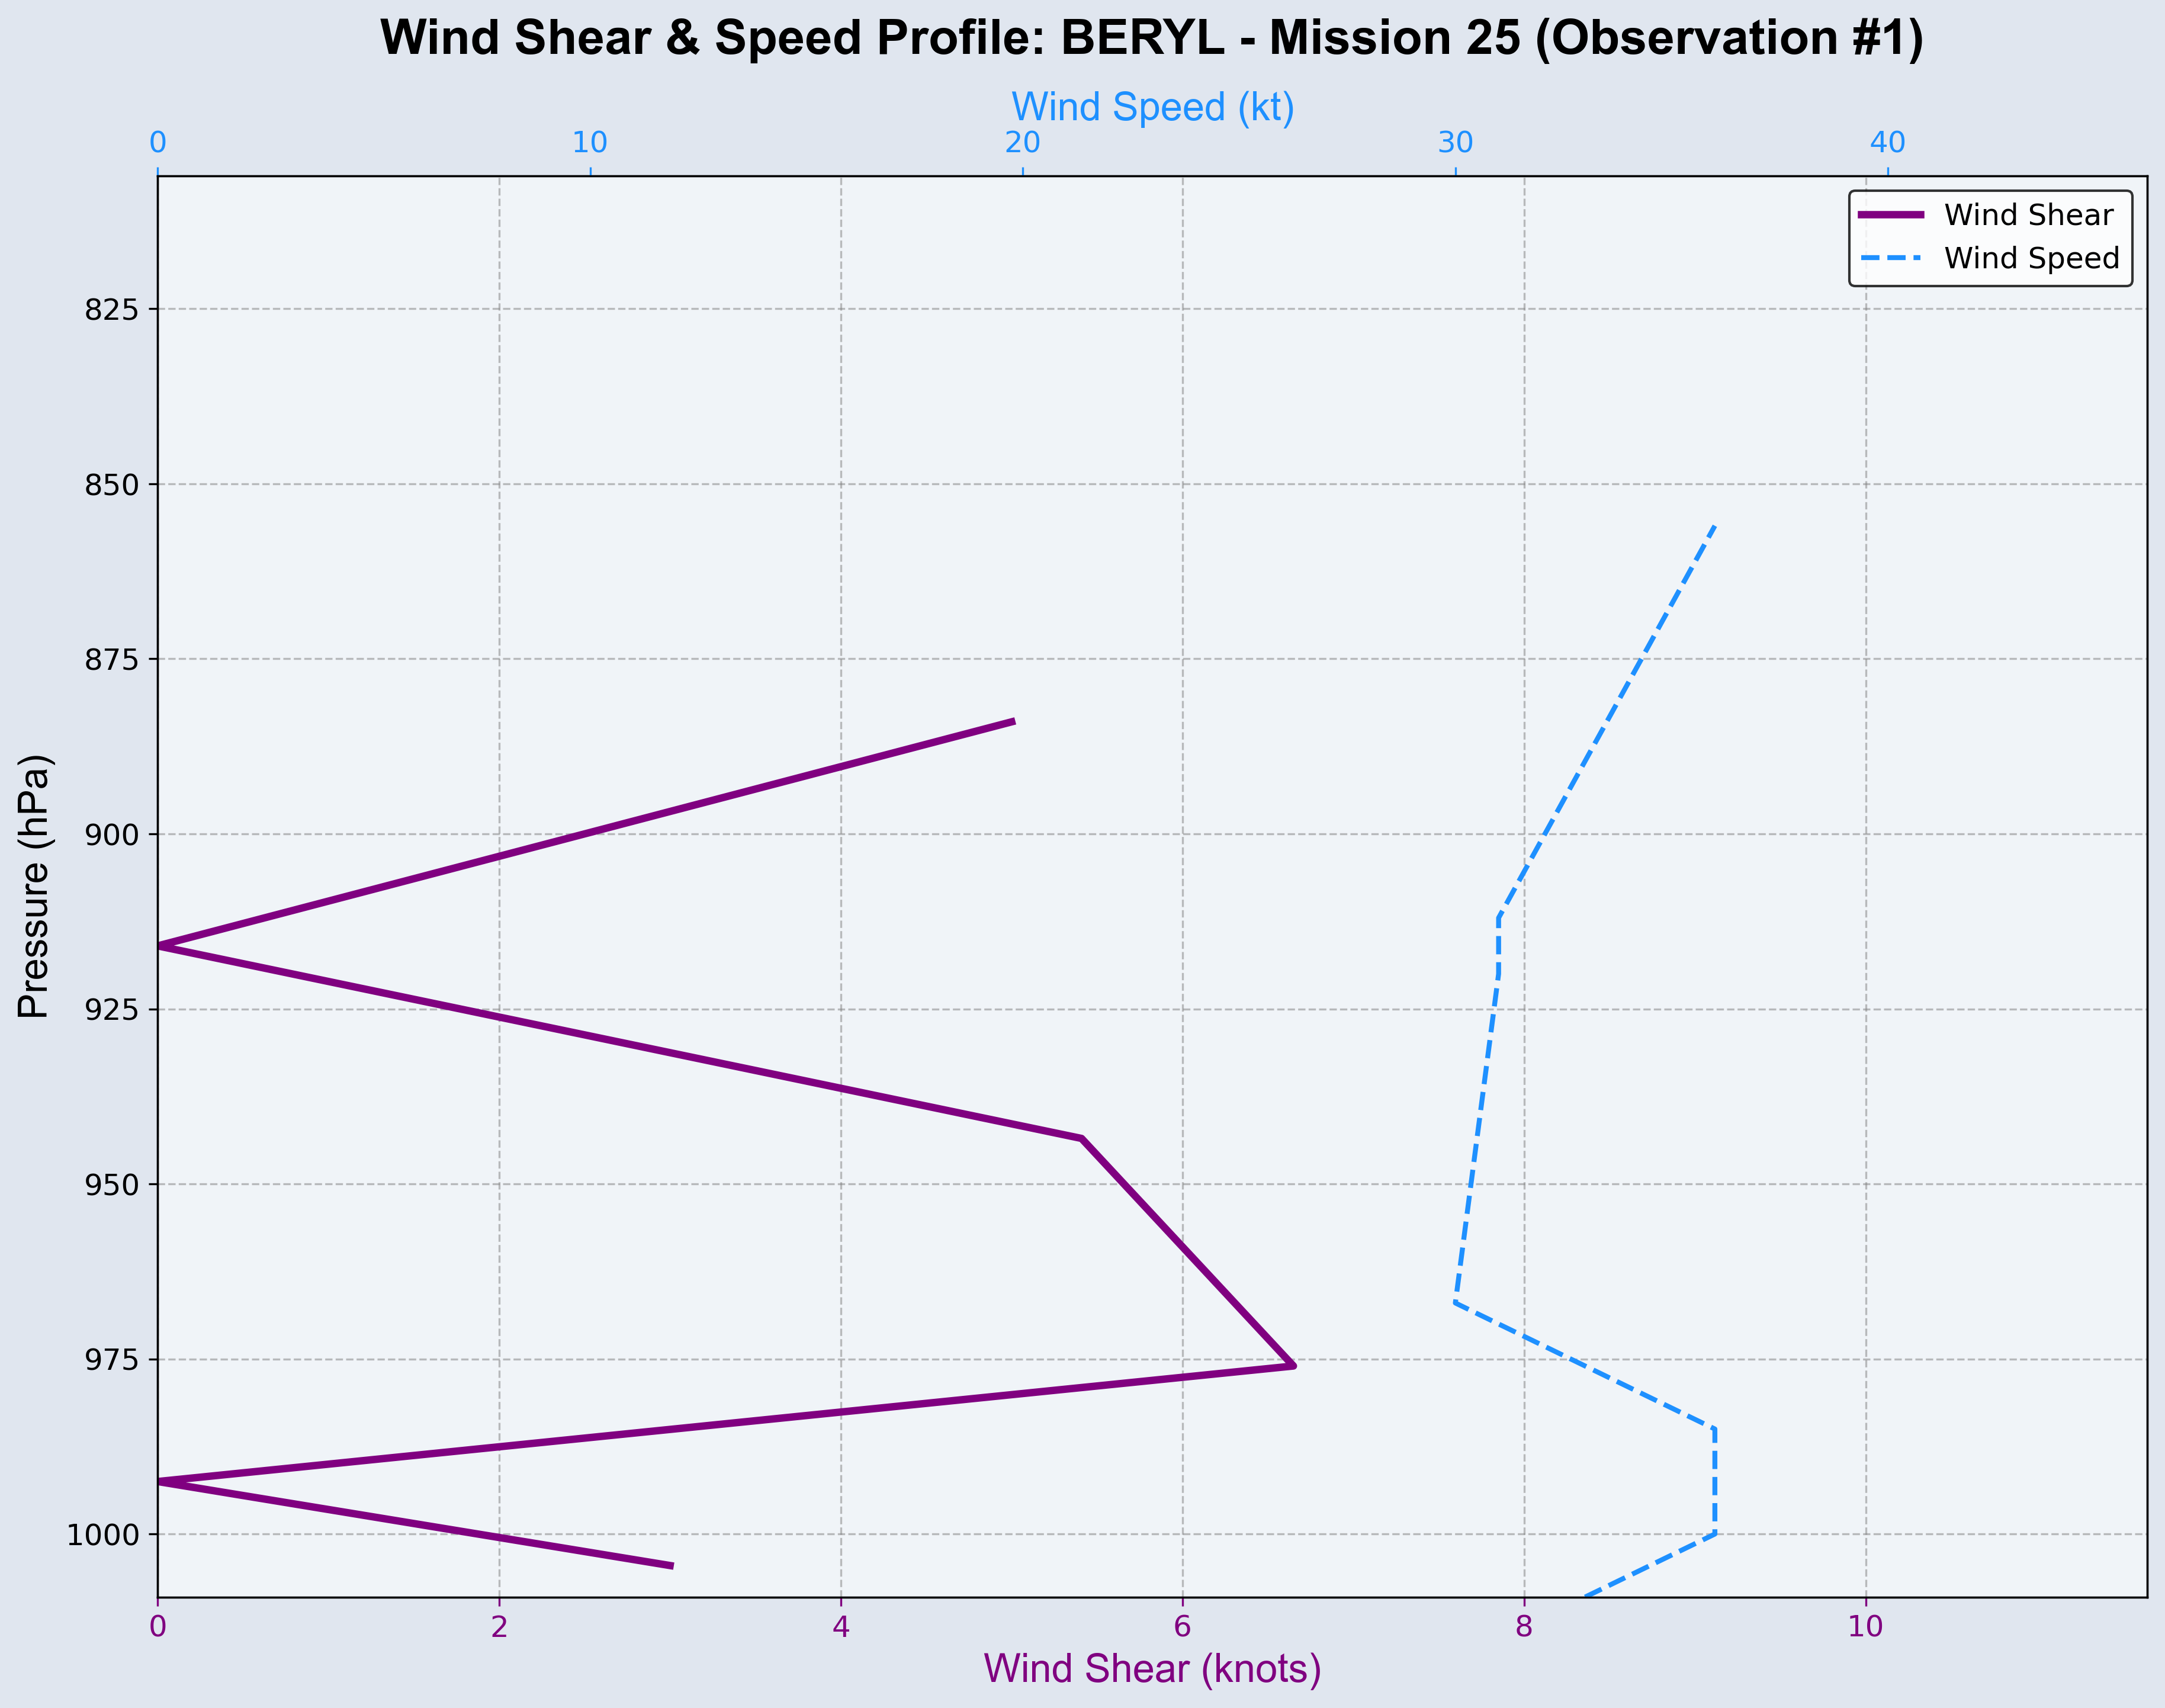 Wind Shear & Speed Profile: BERYL - Mission 25 (Observation #1)
Wind Speed (kt)
0 10 20 30 40
Wind Shear
Wind Speed
825
850
875
900
925
950
975
1000
Pressure (hPa)
0 2 4 6 8 10
Wind Shear (knots)